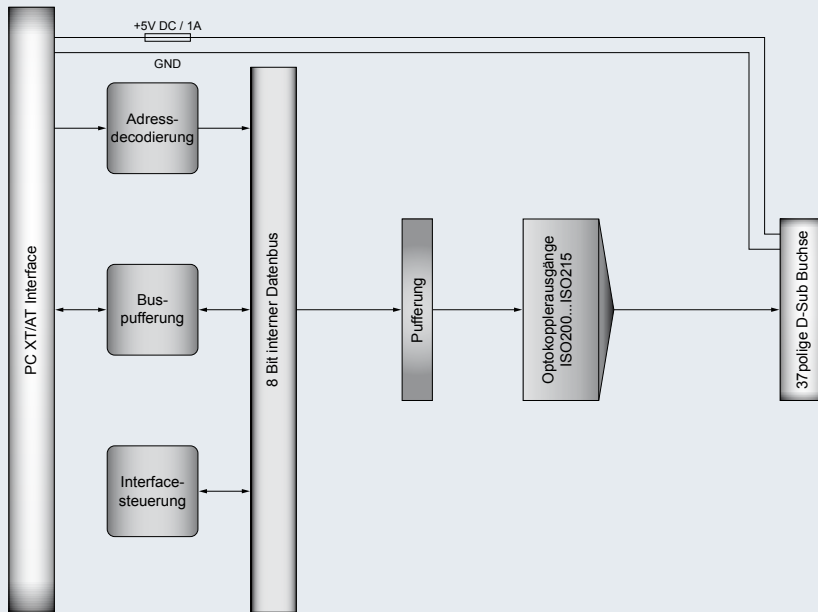 +5V DC / 1A
GND
PC XT/AT Interface
Adress-
decodierung
Bus-
pufferung
Interface-
steuerung
8 Bit interner Datenbus
Pufferung
Optokopplerausgänge
ISO200...ISO215
37polige D-Sub Buchse